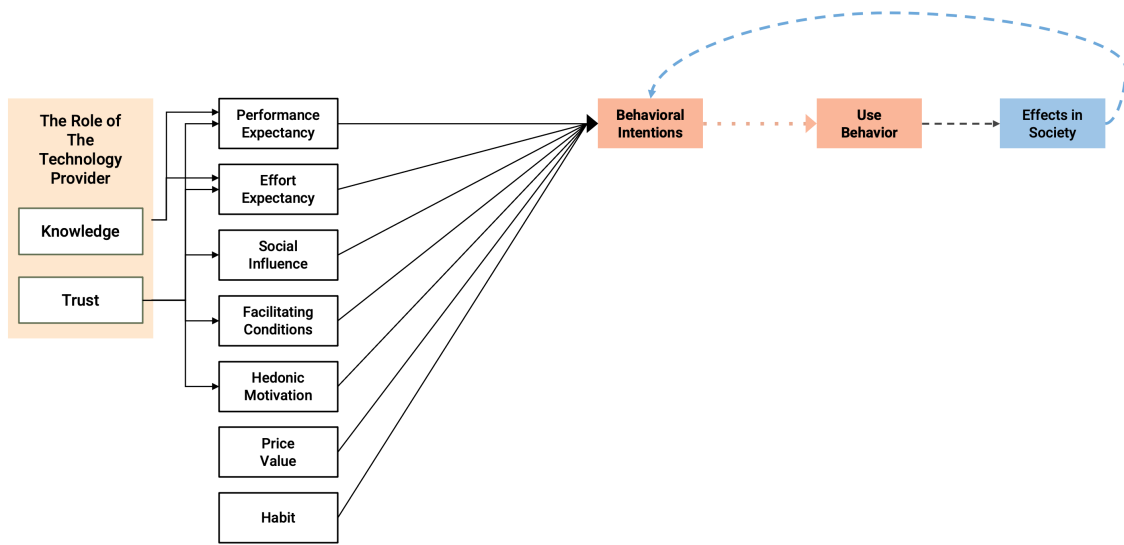 The Role of
The
Technology
Provider
Knowledge
Trust
Performance
Expectancy
Effort
Expectancy
Social
Influence
Facilitating
Conditions
Hedonic
Motivation
Price
Value
Habit
Behavioral
Intentions
Use
Behavior
Effects in
Society